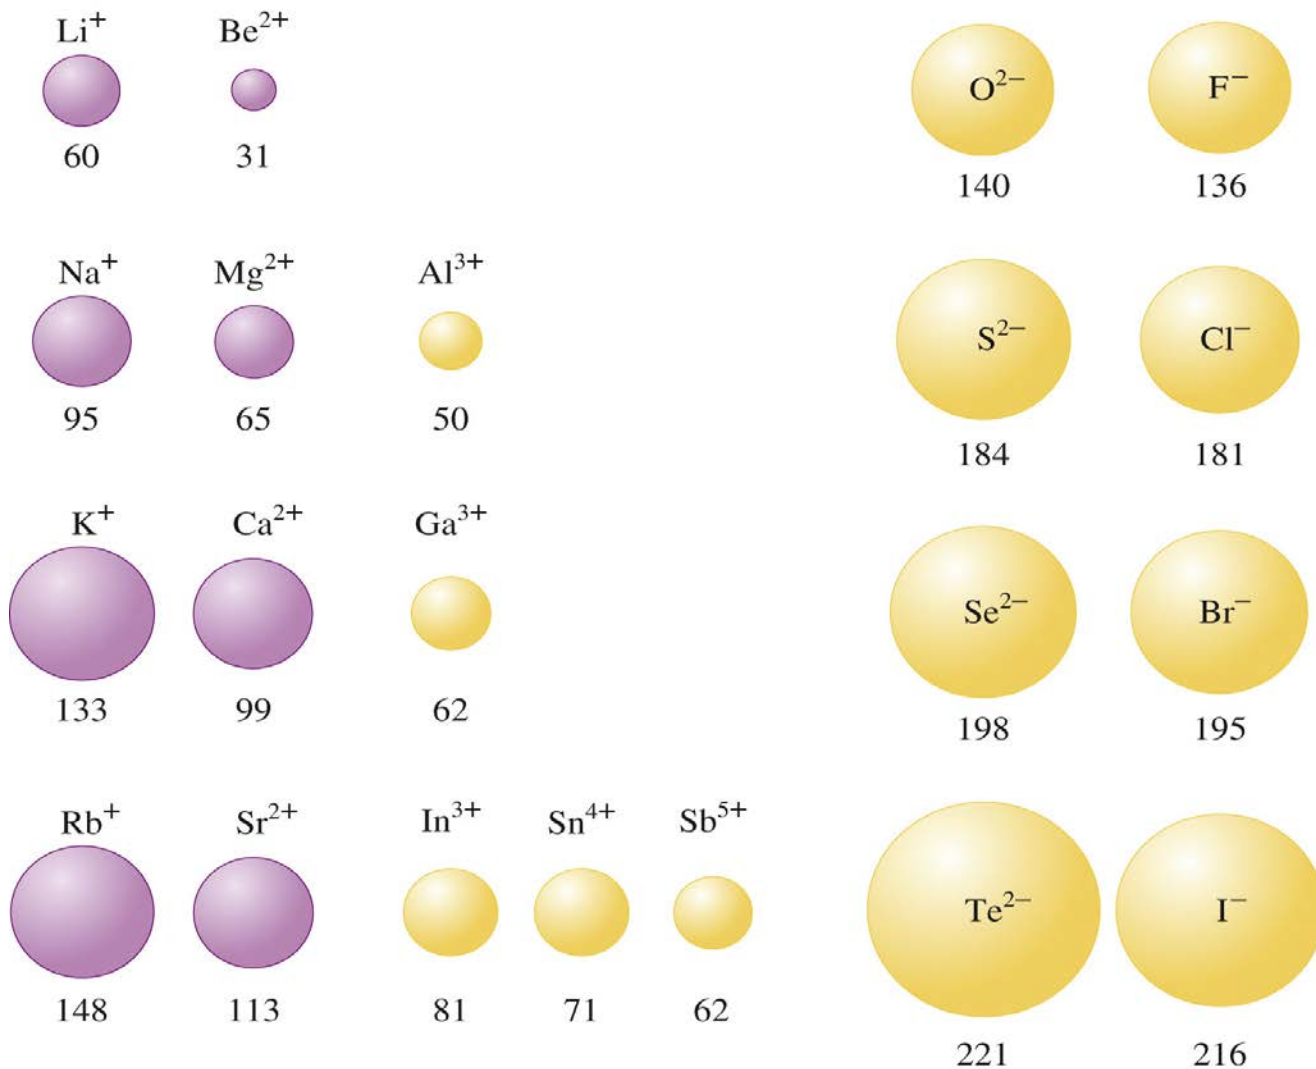 Li⁺ Be²⁺
O²⁻ F⁻
60 31
140 136
Na⁺ Mg²⁺ Al³⁺
S²⁻ Cl⁻
95 65 50
184 181
K⁺ Ca²⁺ Ga³⁺
Se²⁻ Br⁻
133 99 62
198 195
Rb⁺ Sr²⁺ In³⁺ Sn⁴⁺ Sb⁵⁺
Te²⁻ I⁻
148 113 81 71 62
221 216